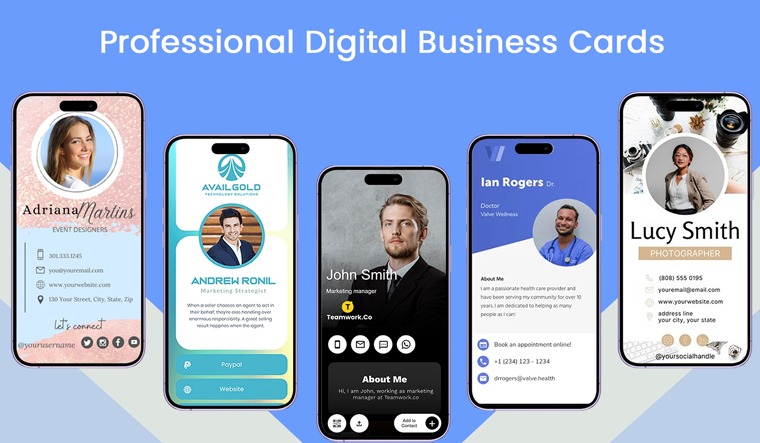 Professional Digital Business Cards
Adriana Martins
EVENT DESIGNERS
301.333.1245
you@youremail.com
www.yourwebsite.com
130 Your Street, City, State, Zip
let's connect
@yourusername
AVAILGOLD
TECHNOLOGY SOLUTIONS
ANDREW RONIL
Marketing Strategist
When a seller chooses an agent to act in
their behalf, they're also handling over
enormous responsibility. A great selling
result happnes when the agent.
Paypal
Website
John Smith
Marketing manager
T
Teamwork.Co
About Me
Hi, I am John, working as marketing
manager at Teamwork.co
Add to
Contact
Ian Rogers Dr.
Doctor
Valve Wellness
About Me
I am a passionate health care provider and
have been serving my community for over 10
years. I am dedicated to helping as many
people as I can!
Book an appointment online!
+1 (234) 123 - 1234
drrogers@valve.health
Lucy Smith
PHOTOGRAPHER
(808) 555 0195
youremail@email.com
www.yourwebsite.com
address line
your city, your state
@yoursocialhandle